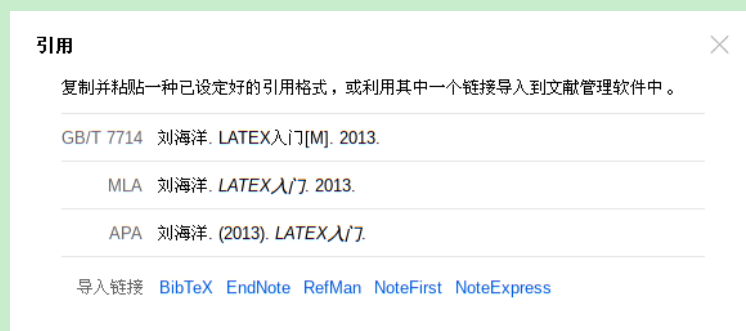 引用
复制并粘贴一种已设定好的引用格式，或利用其中一个链接导入到文献管理软件中。
GB/T 7714 刘海洋. LATEX入门[M]. 2013.
MLA 刘海洋. LATEX入门. 2013.
APA 刘海洋. (2013). LATEX入门.
导入链接 BibTeX EndNote RefMan NoteFirst NoteExpress